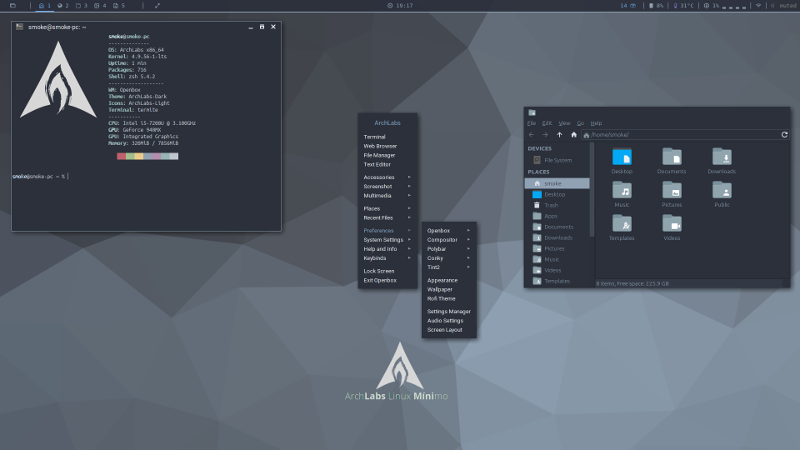 1 2 3 4 5
19:17
14 0% 31°C 1% muted
smoke@smoke-pc: ~
smoke@smoke-pc
OS: ArchLabs x86_64
Kernel: 4.9.56-1-lts
Uptime: 1 min
Packages: 716
Shell: zsh 5.4.2
WM: Openbox
Theme: ArchLabs-Dark
Icons: ArchLabs-Light
Terminal: termite
CPU: Intel i5-7200U @ 3.100GHz
GPU: GeForce 940MX
GPU: Integrated Graphics
Memory: 320MiB / 7856MiB
smoke@smoke-pc ~ $
ArchLabs
Terminal
Web Browser
File Manager
Text Editor
Accessories
Screenshot
Multimedia
Places
Recent Files
Preferences
System Settings
Help and Info
Keybinds
Lock Screen
Exit Openbox
Openbox
Compositor
Polybar
Conky
Tint2
Appearance
Wallpaper
Rofi Theme
Settings Manager
Audio Settings
Screen Layout
File Edit View Go Help
/home/smoke/
DEVICES
File System
PLACES
smoke
Desktop
Trash
Apps
Documents
Downloads
Pictures
Music
Videos
Templates
Desktop Documents Downloads
Music Pictures Public
Templates Videos
8 items, Free space: 223.9 GB
ArchLabs Linux Mínimo